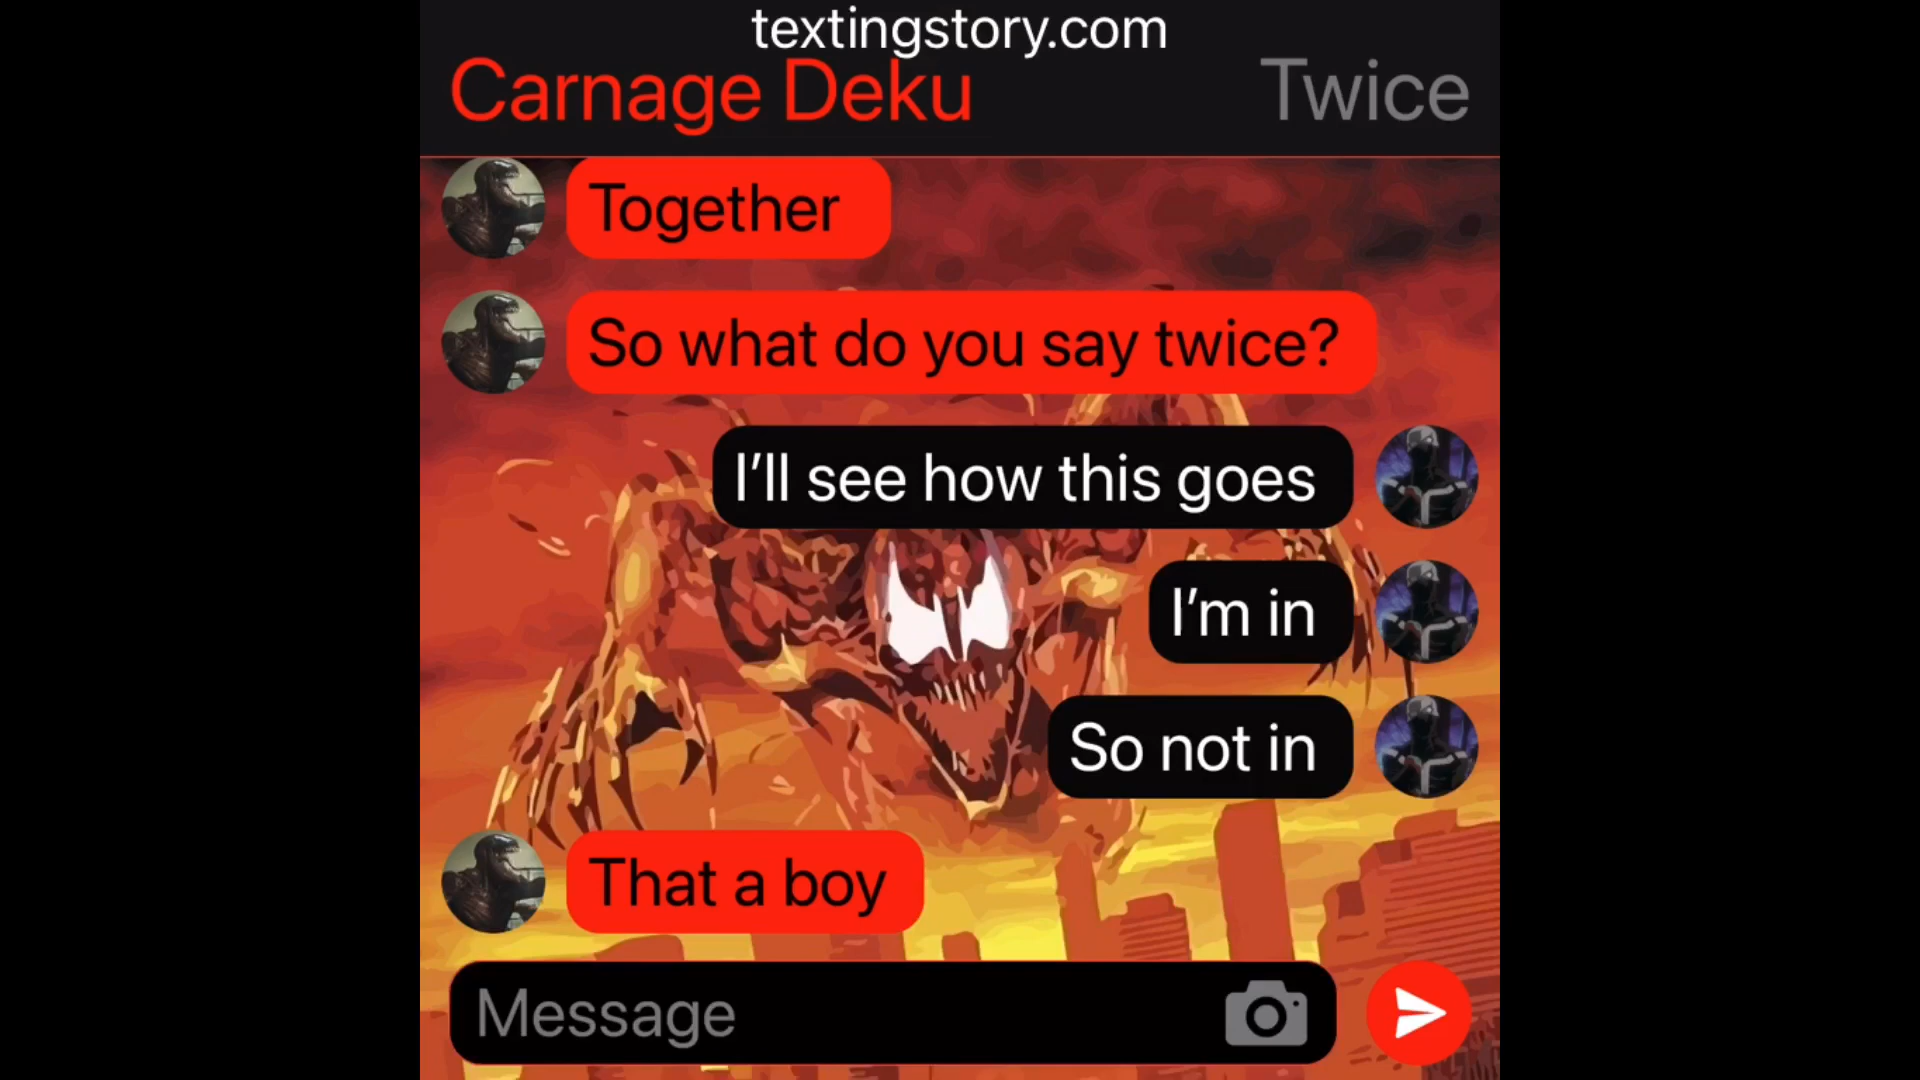 textingstory.com
Carnage Deku
Twice
Together
So what do you say twice?
I’ll see how this goes
I’m in
So not in
That a boy
Message